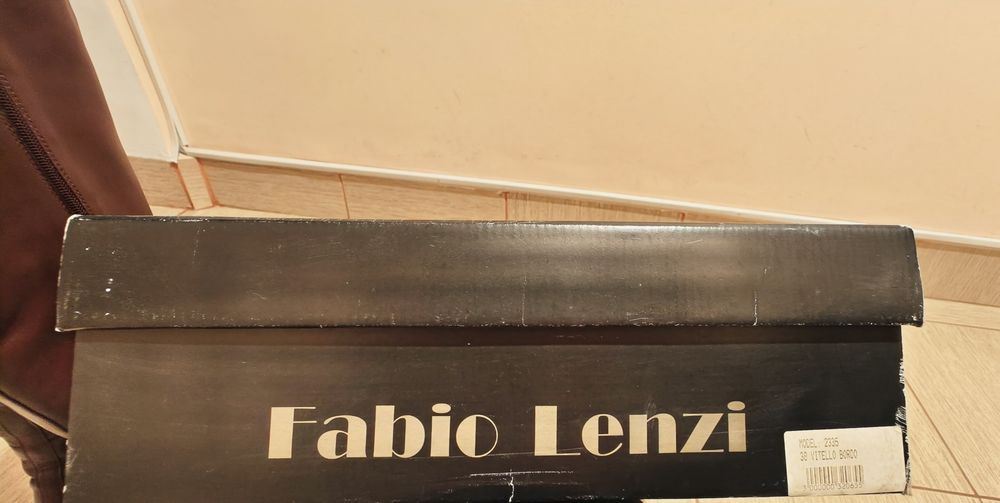 Fabio Lenzi
MODEL: 2335
38 VITELLO BORDO